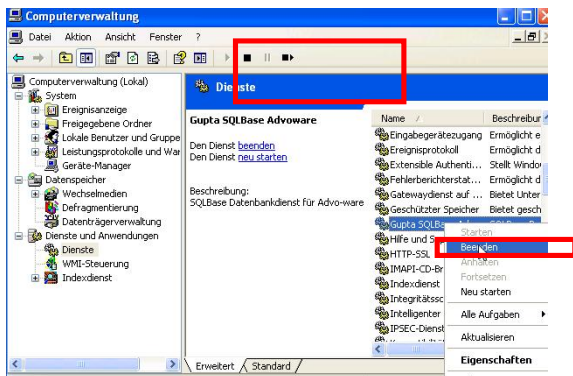 Computerverwaltung
Datei Aktion Ansicht Fenster ?
Computerverwaltung (Lokal)
System
Ereignisanzeige
Freigegebene Ordner
Lokale Benutzer und Gruppe
Leistungsprotokolle und War
Geräte-Manager
Datenspeicher
Wechselmedien
Defragmentierung
Datenträgerverwaltung
Dienste und Anwendungen
Dienste
WMI-Steuerung
Indexdienst
Dienste
Gupta SQLBase Advoware
Den Dienst beenden
Den Dienst neu starten
Beschreibung:
SQLBase Datenbankdienst für Advo-ware
Name Beschreibur
Eingabegerätezugang Ermöglicht e
Ereignisprotokoll Ermöglicht d
Extensible Authenti... Stellt Windo
Fehlerberichterstat... Ermöglicht d
Gatewaydienst auf ... Bietet Unter
Geschützter Speicher Bietet gesch
Gupta SQLBa
Hilfe und S
HTTP-SSL
IMAPI-CD-Br
Indexdienst
Integritätssc
Intelligenter
IPSEC-Dienst
Starten
Beenden
Anhalten
Fortsetzen
Neu starten
Alle Aufgaben
Aktualisieren
Eigenschaften
Erweitert Standard